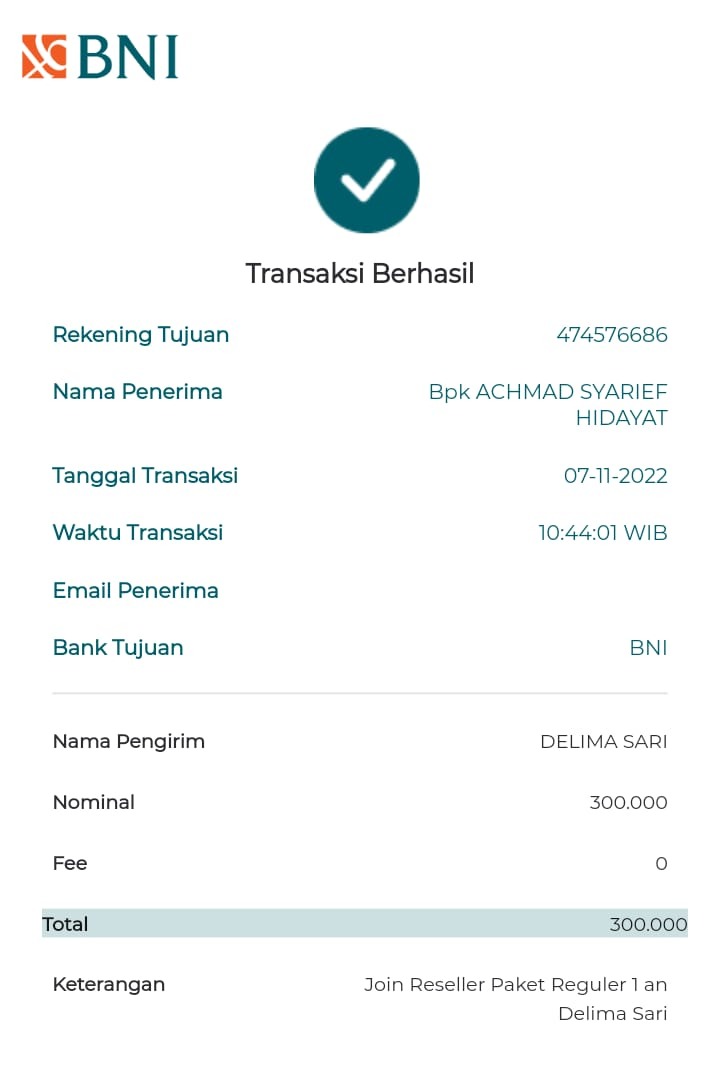 BNI
Transaksi Berhasil
Rekening Tujuan 474576686
Nama Penerima Bpk ACHMAD SYARIEF
HIDAYAT
Tanggal Transaksi 07-11-2022
Waktu Transaksi 10:44:01 WIB
Email Penerima
Bank Tujuan BNI
Nama Pengirim DELIMA SARI
Nominal 300.000
Fee 0
Total 300.000
Keterangan Join Reseller Paket Reguler 1 an
Delima Sari